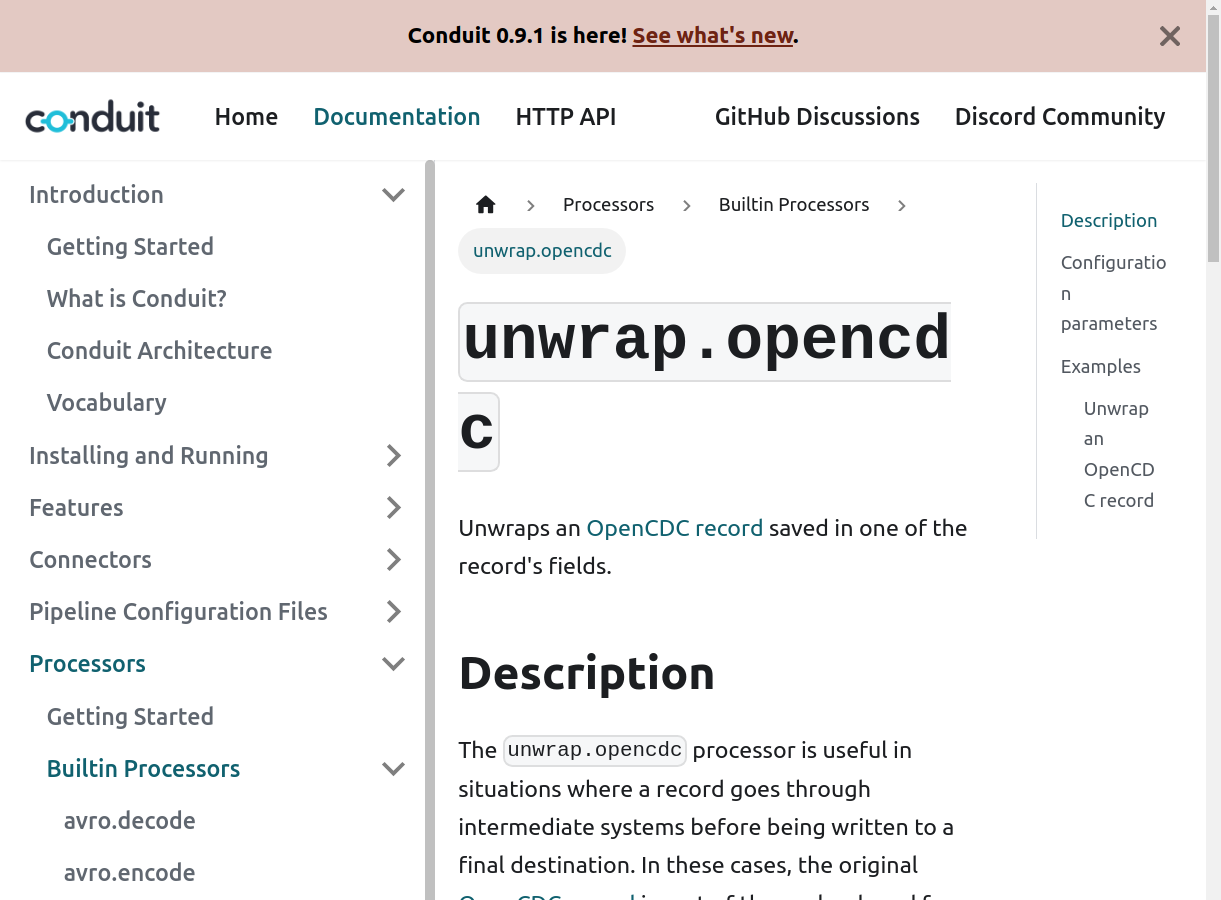 Conduit 0.9.1 is here! See what's new.
conduit
Home
Documentation
HTTP API
GitHub Discussions
Discord Community
Introduction
Getting Started
What is Conduit?
Conduit Architecture
Vocabulary
Installing and Running
Features
Connectors
Pipeline Configuration Files
Processors
Getting Started
Builtin Processors
avro.decode
avro.encode
Processors
Builtin Processors
unwrap.opencdc
unwrap.opencd
c
Unwraps an OpenCDC record saved in one of the
record's fields.
Description
The unwrap.opencdc processor is useful in
situations where a record goes through
intermediate systems before being written to a
final destination. In these cases, the original
Description
Configuratio
n
parameters
Examples
Unwrap
an
OpenCD
C record